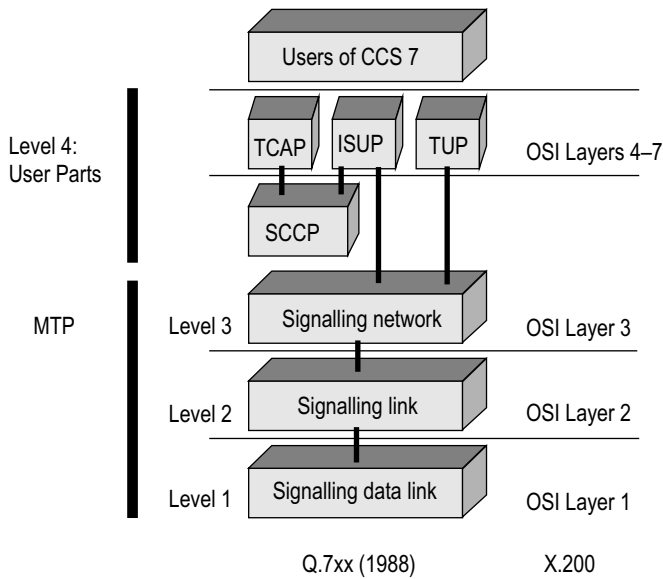 Users of CCS 7
Level 4:
User Parts
TCAP
ISUP
TUP
OSI Layers 4–7
SCCP
MTP
Level 3
Signalling network
OSI Layer 3
Level 2
Signalling link
OSI Layer 2
Level 1
Signalling data link
OSI Layer 1
Q.7xx (1988)
X.200